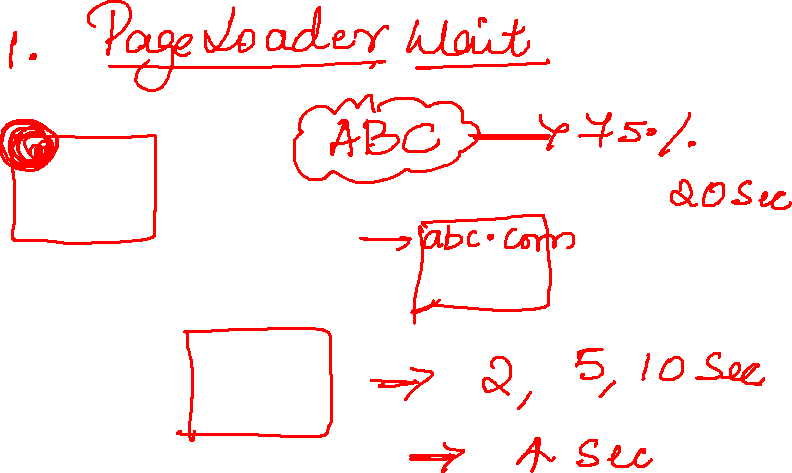 1. PageLoader Wait
ABC → 75%
20 Sec
→ abc.com
→ 2, 5, 10 Sec
→ 4 Sec